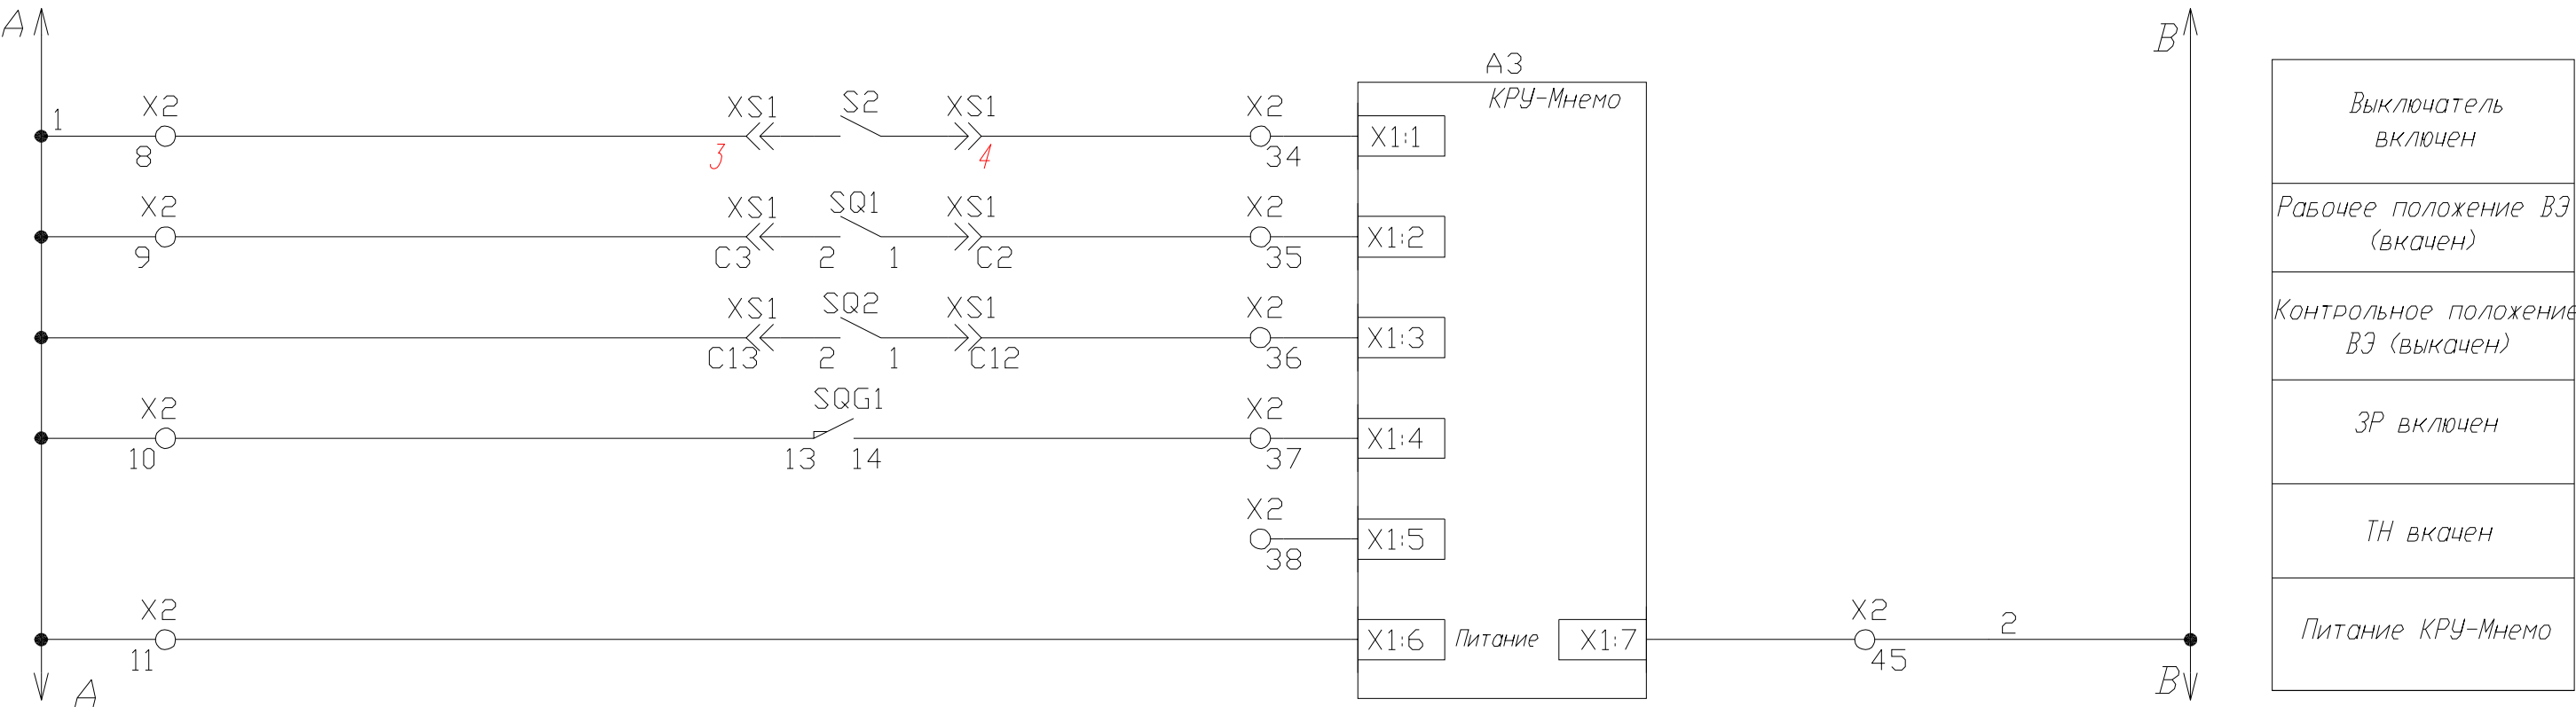 A
B
A3
КРУ-Мнемо
1
X2
XS1
S2
XS1
X2
X1:1
Выключатель
включен
8
3
4
34
X2
XS1
SQ1
XS1
X2
X1:2
Рабочее положение ВЭ
(вкачен)
9
C3
2
1
C2
35
XS1
SQ2
XS1
X2
X1:3
Контрольное положение
ВЭ (выкачен)
C13
2
1
C12
36
X2
SQG1
X2
X1:4
ЗР включен
10
13
14
37
X2
X1:5
ТН вкачен
38
X2
X1:6
Питание
X1:7
X2
2
Питание КРУ-Мнемо
11
45
A
B